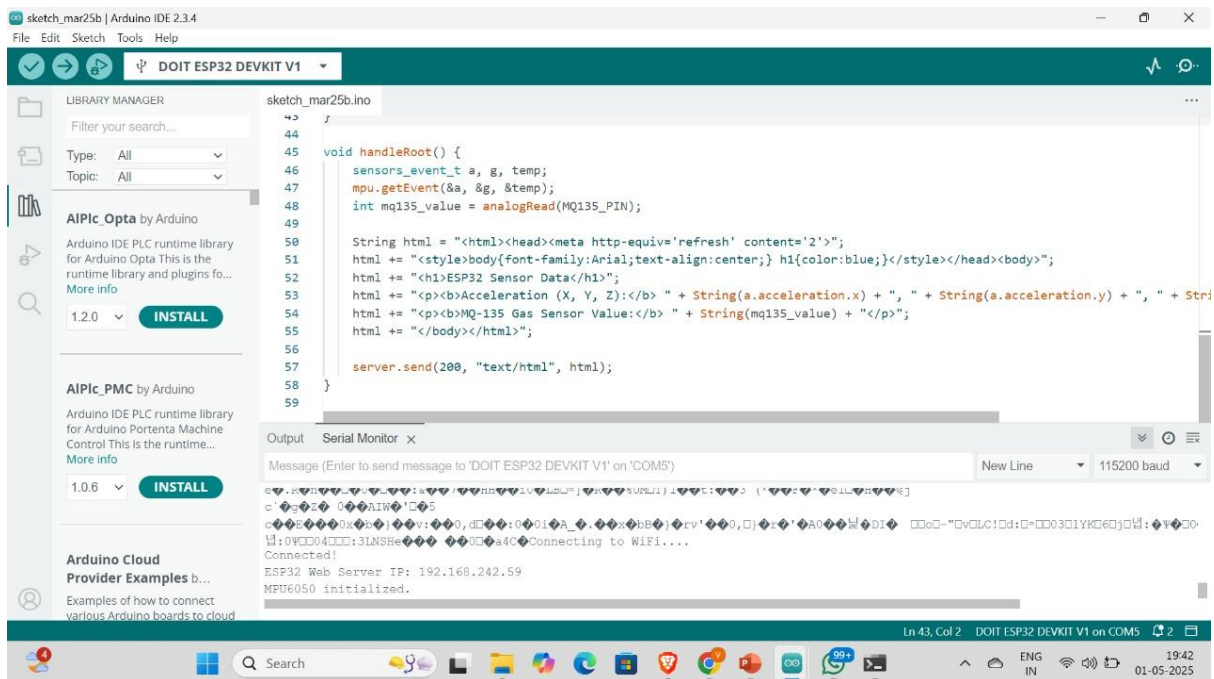 sketch_mar25b | Arduino IDE 2.3.4
File Edit Sketch Tools Help
DOIT ESP32 DEVKIT V1
LIBRARY MANAGER
Filter your search...
Type: All
Topic: All
AIPlc_Opta by Arduino
Arduino IDE PLC runtime library
for Arduino Opta This is the
runtime library and plugins fo...
More info
1.2.0 INSTALL
AIPlc_PMC by Arduino
Arduino IDE PLC runtime library
for Arduino Portenta Machine
Control This is the runtime...
More info
1.0.6 INSTALL
Arduino Cloud
Provider Examples b...
Examples of how to connect
various Arduino boards to cloud
sketch_mar25b.ino
43 }
44
45 void handleRoot() {
46 sensors_event_t a, g, temp;
47 mpu.getEvent(&a, &g, &temp);
48 int mq135_value = analogRead(MQ135_PIN);
49
50 String html = "<html><head><meta http-equiv='refresh' content='2'>";
51 html += "<style>body{font-family:Arial;text-align:center;} h1{color:blue;}</style></head><body>";
52 html += "<h1>ESP32 Sensor Data</h1>";
53 html += "<p><b>Acceleration (X, Y, Z):</b> " + String(a.acceleration.x) + ", " + String(a.acceleration.y) + ", " + Stri
54 html += "<p><b>MQ-135 Gas Sensor Value:</b> " + String(mq135_value) + "</p>";
55 html += "</body></html>";
56
57 server.send(200, "text/html", html);
58 }
59
Output Serial Monitor
Message (Enter to send message to 'DOIT ESP32 DEVKIT V1' on 'COM5')
New Line 115200 baud
Connecting to WiFi....
Connected!
ESP32 Web Server IP: 192.168.242.59
MPU6050 initialized.
Ln 43, Col 2 DOIT ESP32 DEVKIT V1 on COM5 2
4
Search
99+
ENG
IN
19:42
01-05-2025